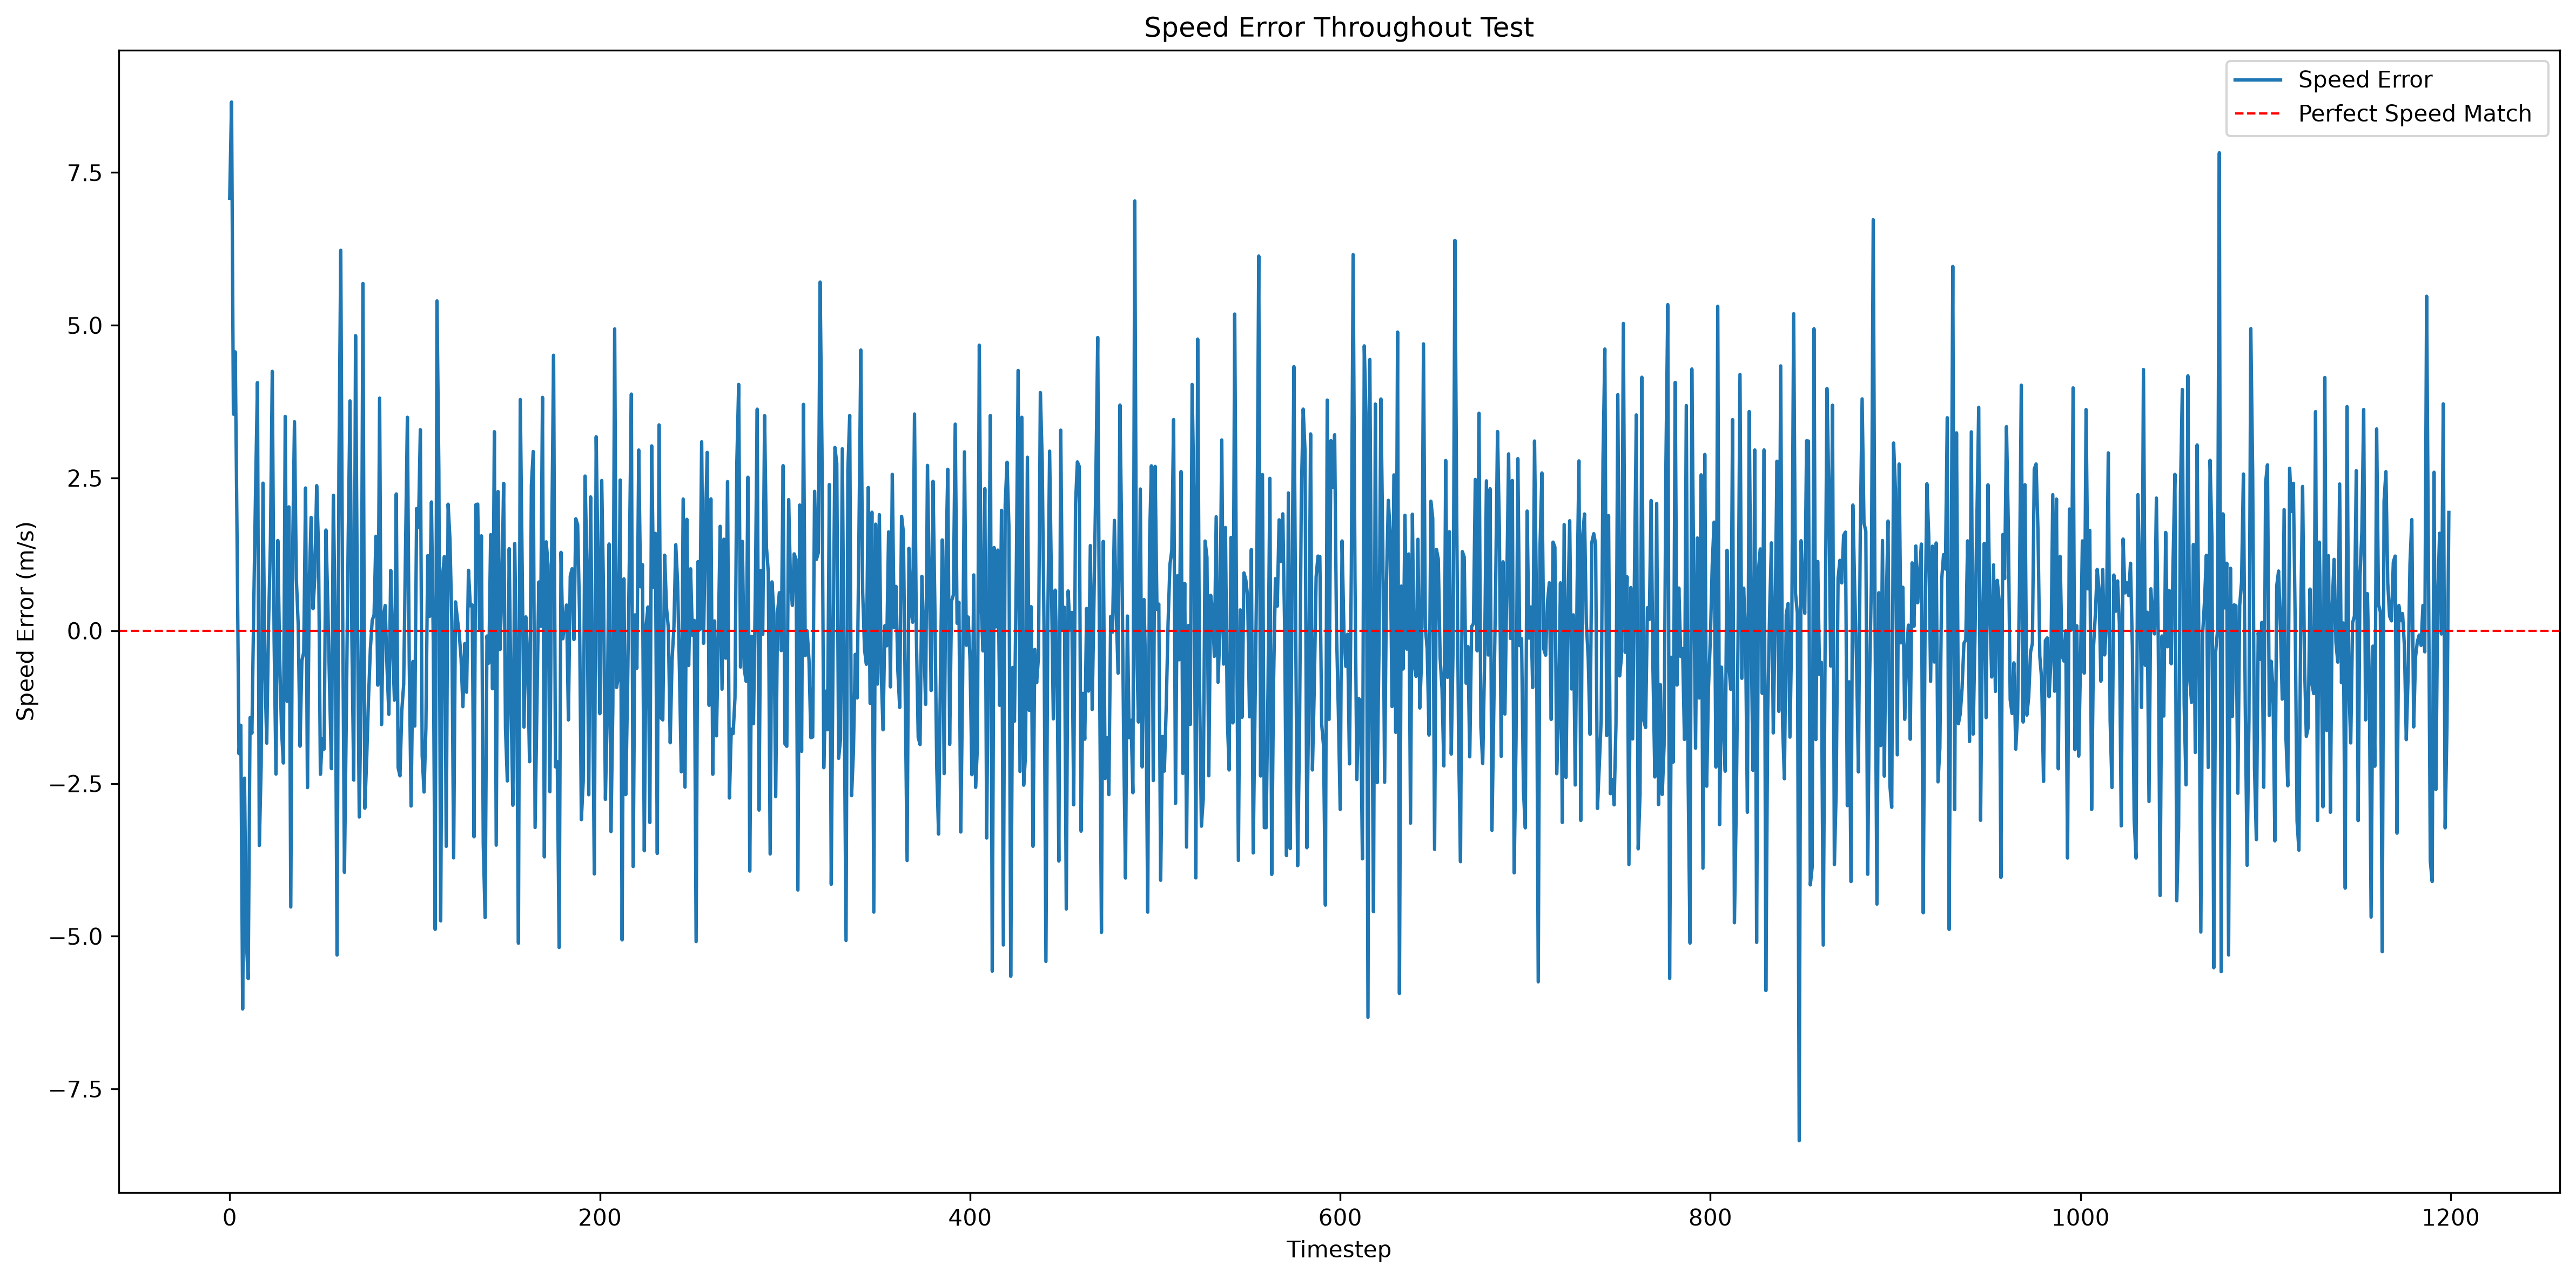 Speed Error Throughout Test
Speed Error
Perfect Speed Match
7.5
5.0
2.5
0.0
−2.5
−5.0
−7.5
Speed Error (m/s)
0 200 400 600 800 1000 1200
Timestep